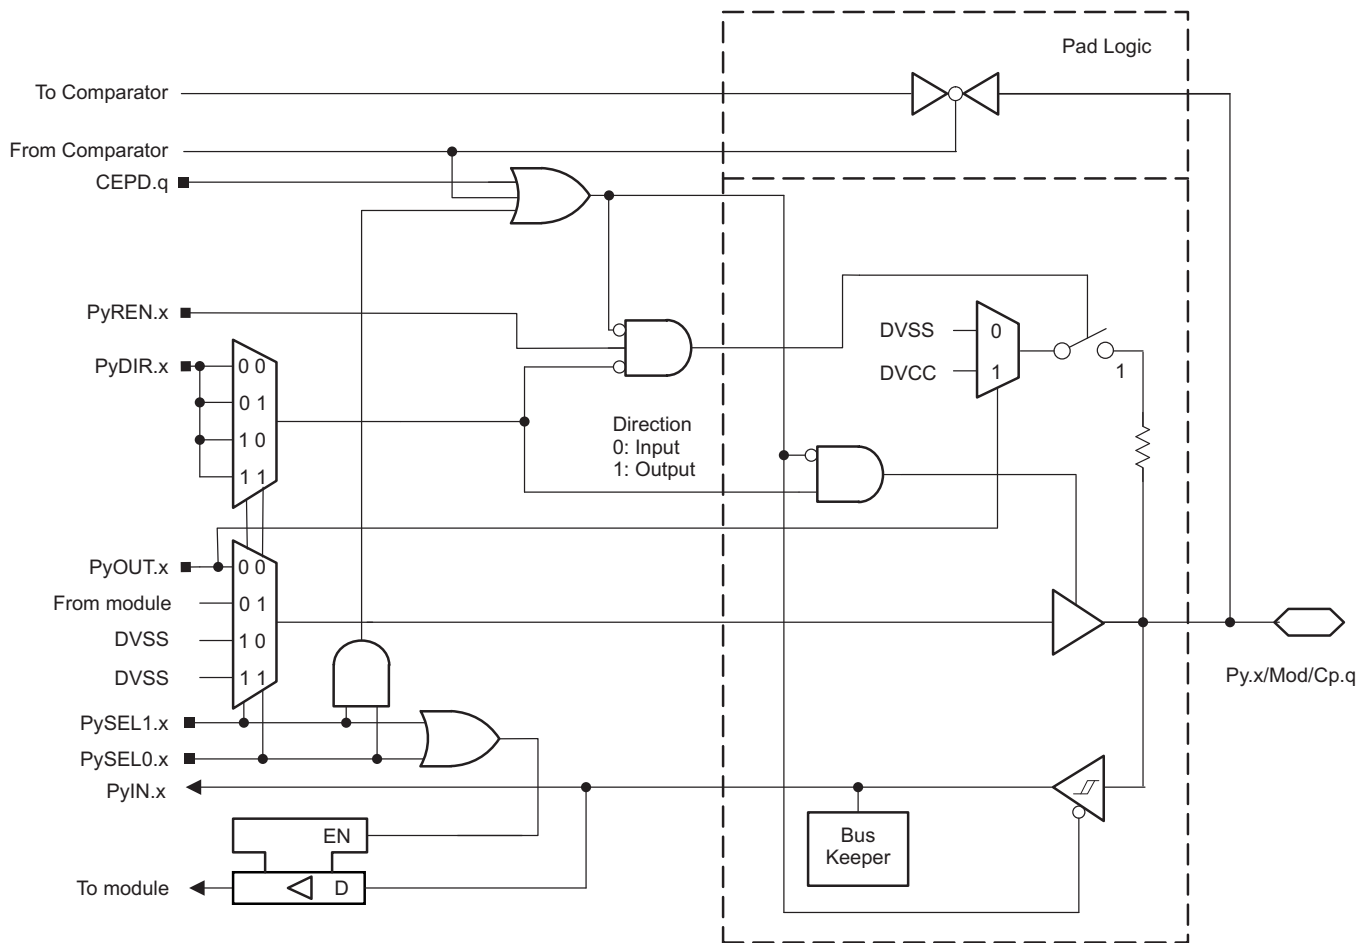 Pad Logic
To Comparator
From Comparator
CEPD.q
PyREN.x
PyDIR.x
0 0
0 1
1 0
1 1
DVSS
0
DVCC
1
1
Direction
0: Input
1: Output
PyOUT.x
0 0
From module
0 1
DVSS
1 0
DVSS
1 1
Py.x/Mod/Cp.q
PySEL1.x
PySEL0.x
PyIN.x
Bus
Keeper
EN
To module
D